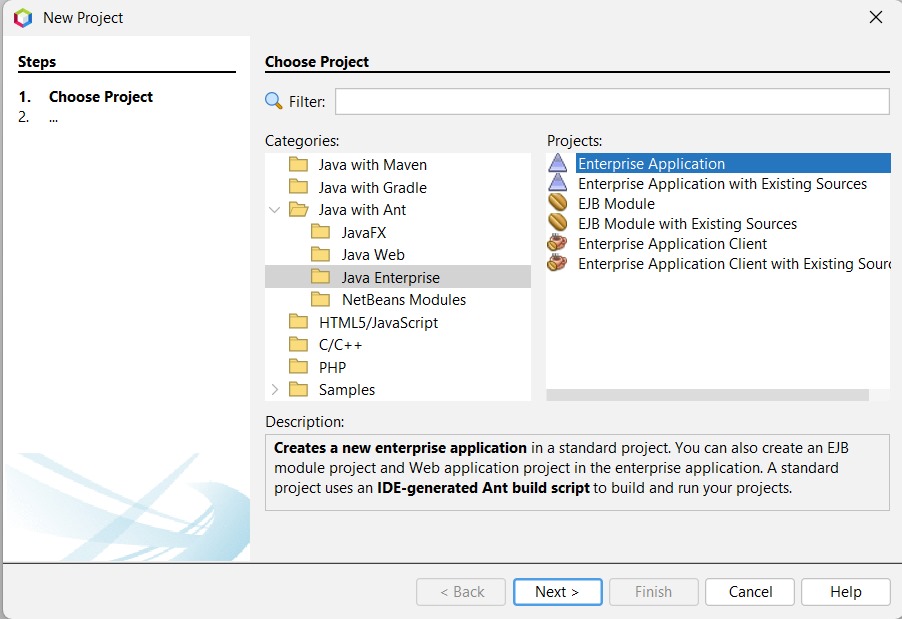 New Project
Steps
1. Choose Project
2. ...
Choose Project
Filter:
Categories:
Java with Maven
Java with Gradle
Java with Ant
JavaFX
Java Web
Java Enterprise
NetBeans Modules
HTML5/JavaScript
C/C++
PHP
Samples
Projects:
Enterprise Application
Enterprise Application with Existing Sources
EJB Module
EJB Module with Existing Sources
Enterprise Application Client
Enterprise Application Client with Existing Sour
Description:
Creates a new enterprise application in a standard project. You can also create an EJB
module project and Web application project in the enterprise application. A standard
project uses an IDE-generated Ant build script to build and run your projects.
< Back
Next >
Finish
Cancel
Help